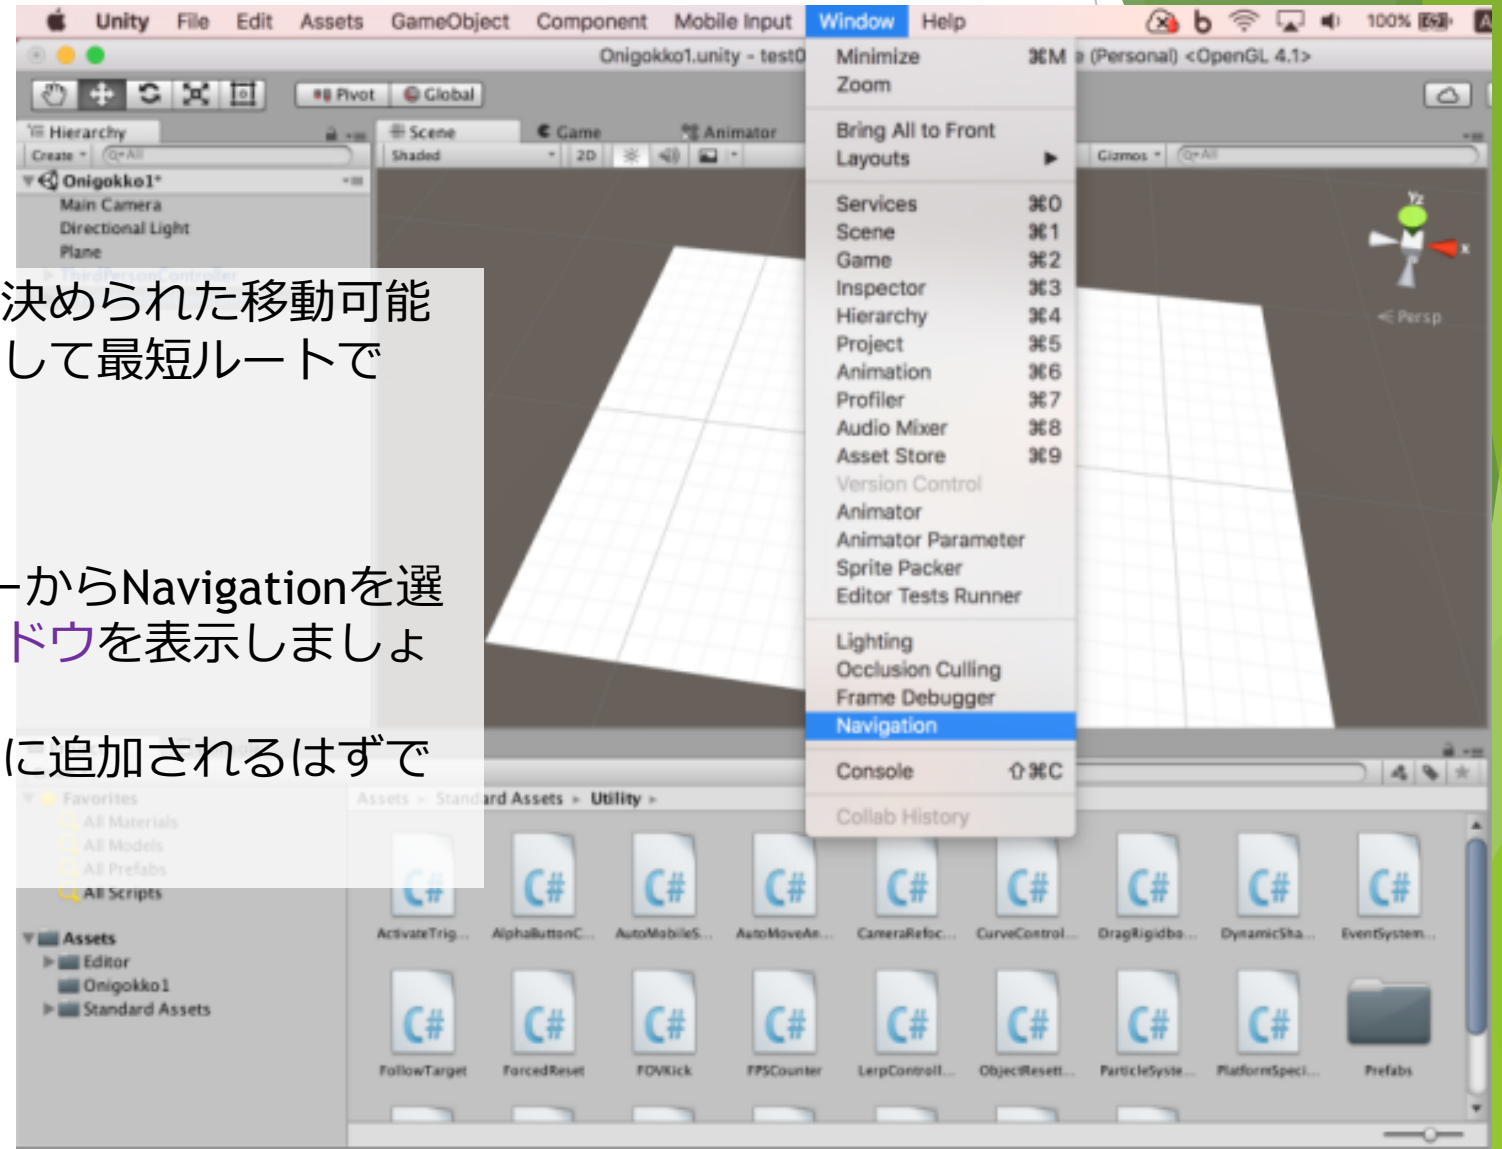 Unity File Edit Assets GameObject Component Mobile Input Window Help 100%
Onigokko1.unity - test0 (Personal) <OpenGL 4.1>
Pivot Global
Hierarchy
Create All
Onigokko1*
Main Camera
Directional Light
Plane
ThirdPersonController
Scene Game Animator
Shaded 2D Gizmos All
Minimize ⌘M
Zoom
Bring All to Front
Layouts ▶
Services ⌘0
Scene ⌘1
Game ⌘2
Inspector ⌘3
Hierarchy ⌘4
Project ⌘5
Animation ⌘6
Profiler ⌘7
Audio Mixer ⌘8
Asset Store ⌘9
Version Control
Animator
Animator Parameter
Sprite Packer
Editor Tests Runner
Lighting
Occlusion Culling
Frame Debugger
Navigation
Console ⇧⌘C
Collab History
Y Z
x
Persp
決められた移動可能
して最短ルートで
ーからNavigationを選
ドウを表示しましょ
に追加されるはずで
Favorites
All Materials
All Models
All Prefabs
All Scripts
Assets
Editor
Onigokko1
Standard Assets
Assets ▸ Standard Assets ▸ Utility ▸
C# C# C# C# C# C# C# C# C#
ActivateTrig... AlphaButtonC... AutoMobileS... AutoMoveAn... CameraRefoc... CurveControl... DragRigidbo... DynamicSha... EventSystem...
C# C# C# C# C# C# C# C#
FollowTarget ForcedReset FOVKick FPSCounter LerpControll... ObjectResett... ParticleSyste... PlatformSpeci... Prefabs